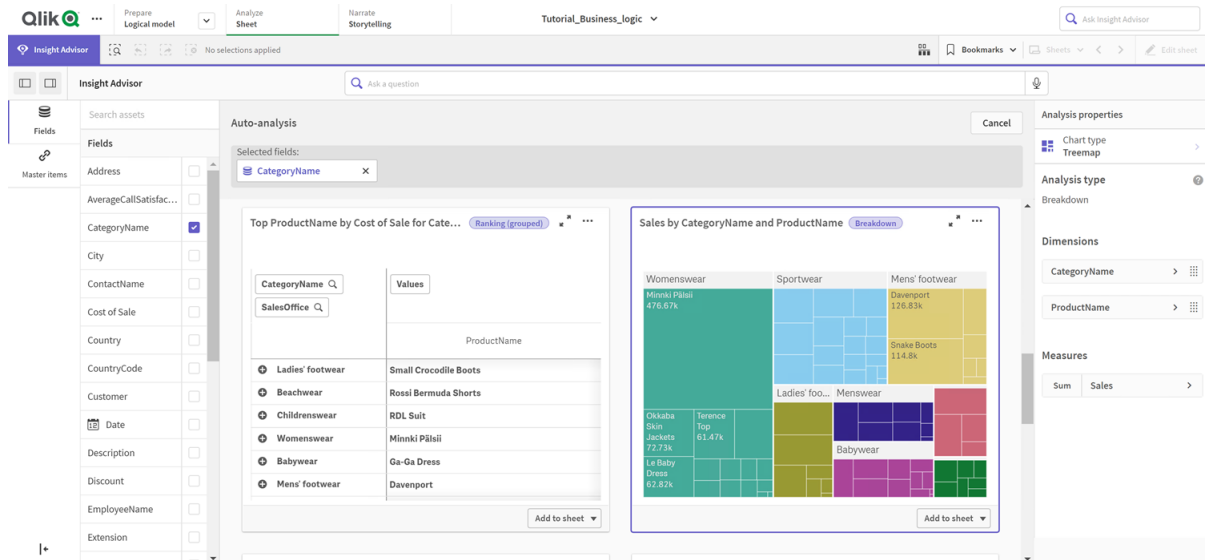 Qlik
Prepare
Logical model
Analyze
Sheet
Narrate
Storytelling
Tutorial_Business_logic
Ask Insight Advisor
Insight Advisor
No selections applied
Bookmarks
Sheets
Edit sheet
Insight Advisor
Ask a question
Fields
Master items
Search assets
Fields
Address
AverageCallSatisfac...
CategoryName
City
ContactName
Cost of Sale
Country
CountryCode
Customer
Date
Description
Discount
EmployeeName
Extension
Auto-analysis
Cancel
Selected fields:
CategoryName
Top ProductName by Cost of Sale for Cate...
Ranking (grouped)
CategoryName
Values
SalesOffice
ProductName
Ladies' footwear
Small Crocodile Boots
Beachwear
Rossi Bermuda Shorts
Childrenswear
RDL Suit
Womenswear
Minnki Pälsii
Babywear
Ga-Ga Dress
Mens' footwear
Davenport
Add to sheet
Sales by CategoryName and ProductName
Breakdown
Womenswear
Sportwear
Mens' footwear
Minnki Pälsii
476.67k
Davenport
126.83k
Snake Boots
114.8k
Ladies' foo...
Menswear
Okkaba
Skin
Jackets
72.73k
Terence
Top
61.47k
Babywear
Le Baby
Dress
62.82k
Add to sheet
Analysis properties
Chart type
Treemap
Analysis type
Breakdown
Dimensions
CategoryName
ProductName
Measures
Sum
Sales